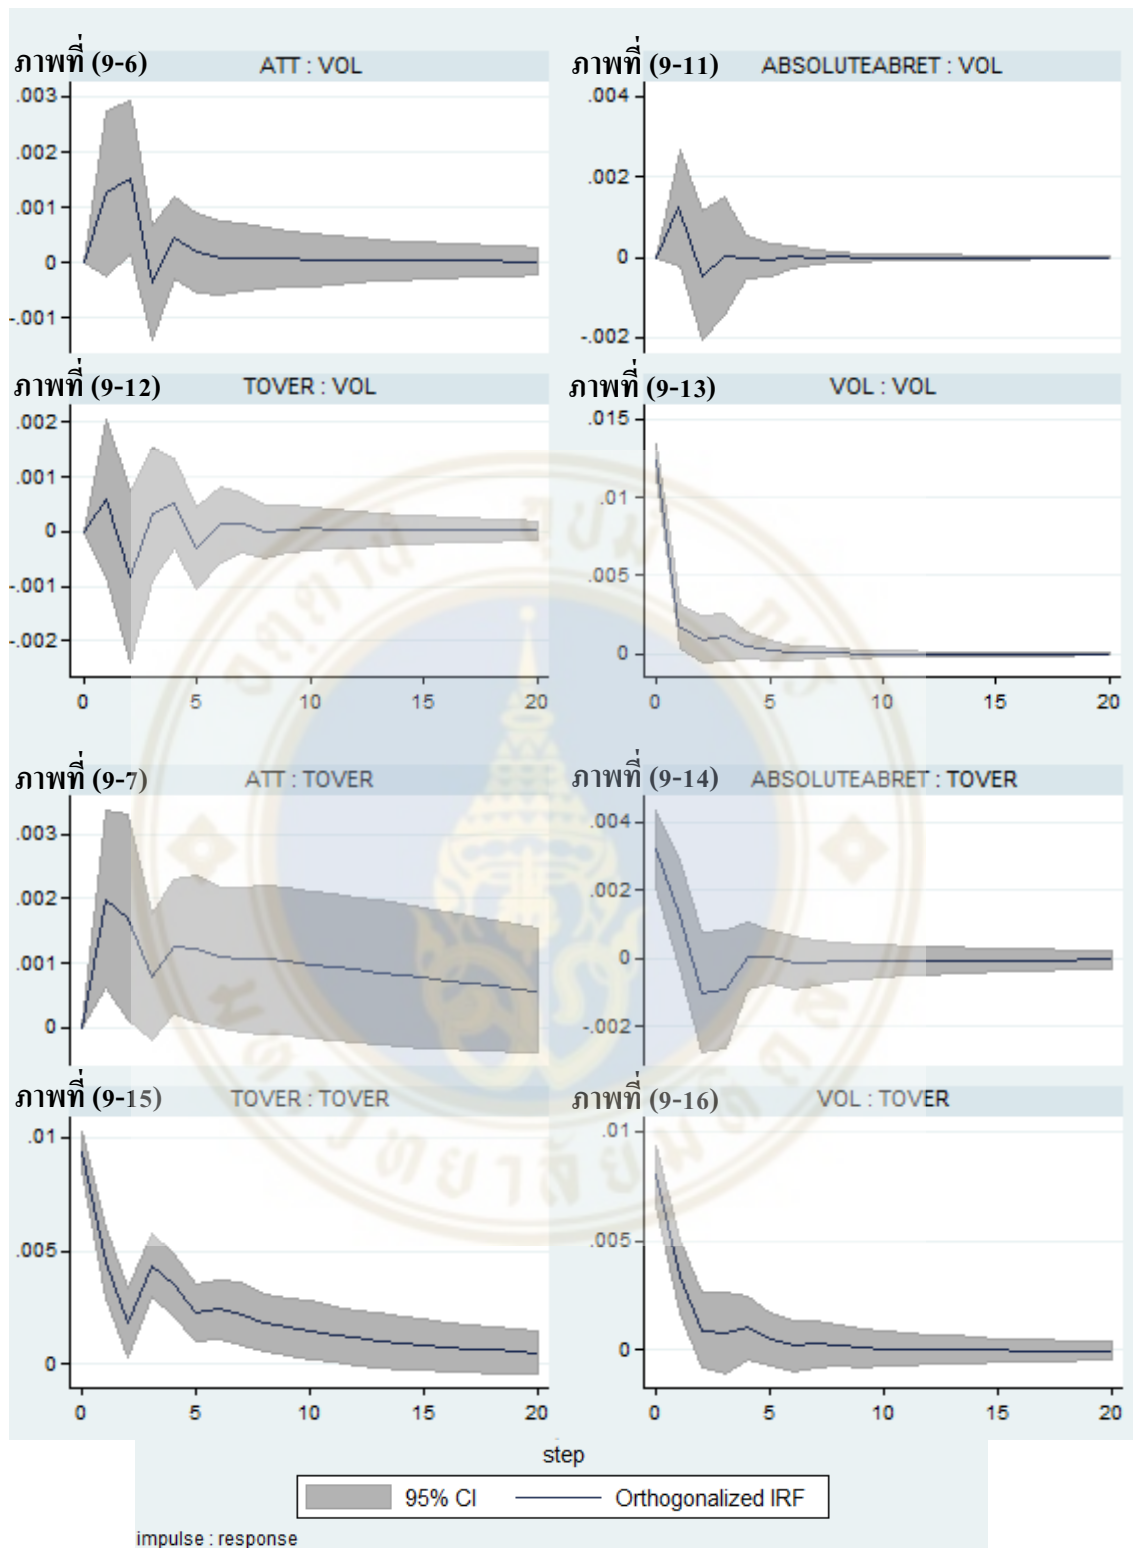 ภาพที่ (9-6) ATT : VOL
ภาพที่ (9-11) ABSOLUTEABRET : VOL
.003
.002
.001
0
-.001
.004
.002
0
-.002
ภาพที่ (9-12) TOVER : VOL
ภาพที่ (9-13) VOL : VOL
.002
.001
0
-.001
-.002
0 5 10 15 20
.015
.01
.005
0
0 5 10 15 20
ภาพที่ (9-7) ATT : TOVER
ภาพที่ (9-14) ABSOLUTEABRET : TOVER
.003
.002
.001
0
.004
.002
0
-.002
ภาพที่ (9-15) TOVER : TOVER
ภาพที่ (9-16) VOL : TOVER
.01
.005
0
0 5 10 15 20
.01
.005
0
0 5 10 15 20
step
95% CI Orthogonalized IRF
impulse : response